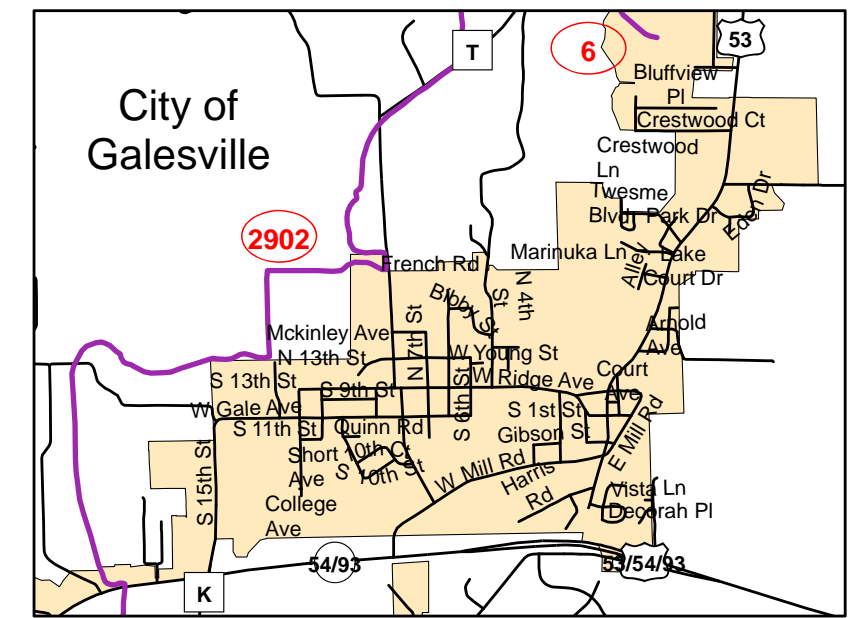 T
6
53
City of
Galesville
Bluffview
Pl
Crestwood Ct
Crestwood
Ln
Twesme
Blvd
Park Dr
Eden Dr
2902
Marinuka Ln
Alley
Lake
Court Dr
French Rd
N 4th
St
Bibby St
Arnold
Ave
Mckinley Ave
N 7th St
N 13th St
W Young St
S 13th St
S 9th St
S 6th St
W Ridge Ave
Court
Ave
W Gale Ave
S 1st St
S 11th St
Quinn Rd
Gibson St
E Mill Rd
S 15th St
Short
Ave
10th Ct
S 10th St
W Mill Rd
Harris
Rd
College
Ave
Vista Ln
Decorah Pl
54/93
53/54/93
K